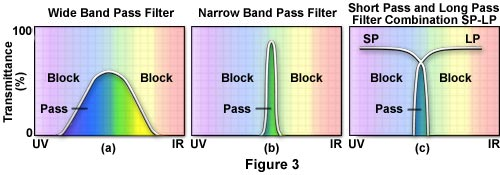 Wide Band Pass Filter
Narrow Band Pass Filter
Short Pass and Long Pass
Filter Combination SP-LP
100
Transmittance
(%)
0
Block
Block
Pass
UV
(a)
IR
Block
Block
Pass
UV
(b)
IR
SP
LP
Block
Block
Pass
UV
(c)
IR
Figure 3